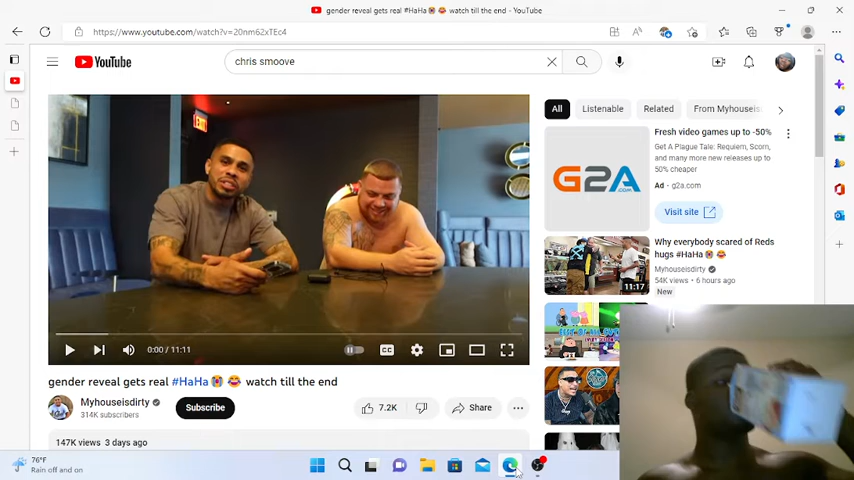 gender reveal gets real #HaHa😭 😂 watch till the end - YouTube
https://www.youtube.com/watch?v=20nm62xTEc4
YouTube
chris smoove
EXIT
0:00 / 11:11
CC
gender reveal gets real #HaHa😭 😂 watch till the end
Myhouseisdirty
314K subscribers
Subscribe
7.2K
Share
147K views 3 days ago
All
Listenable
Related
From Myhouseis
G2A
.COM
Fresh video games up to -50%
Get A Plague Tale: Requiem, Scorn,
and many more new releases up to
50% cheaper
Ad · g2a.com
Visit site
11:17
Why everybody scared of Reds
hugs #HaHa😭 😂
Myhouseisdirty
54K views · 6 hours ago
New
76°F
Rain off and on